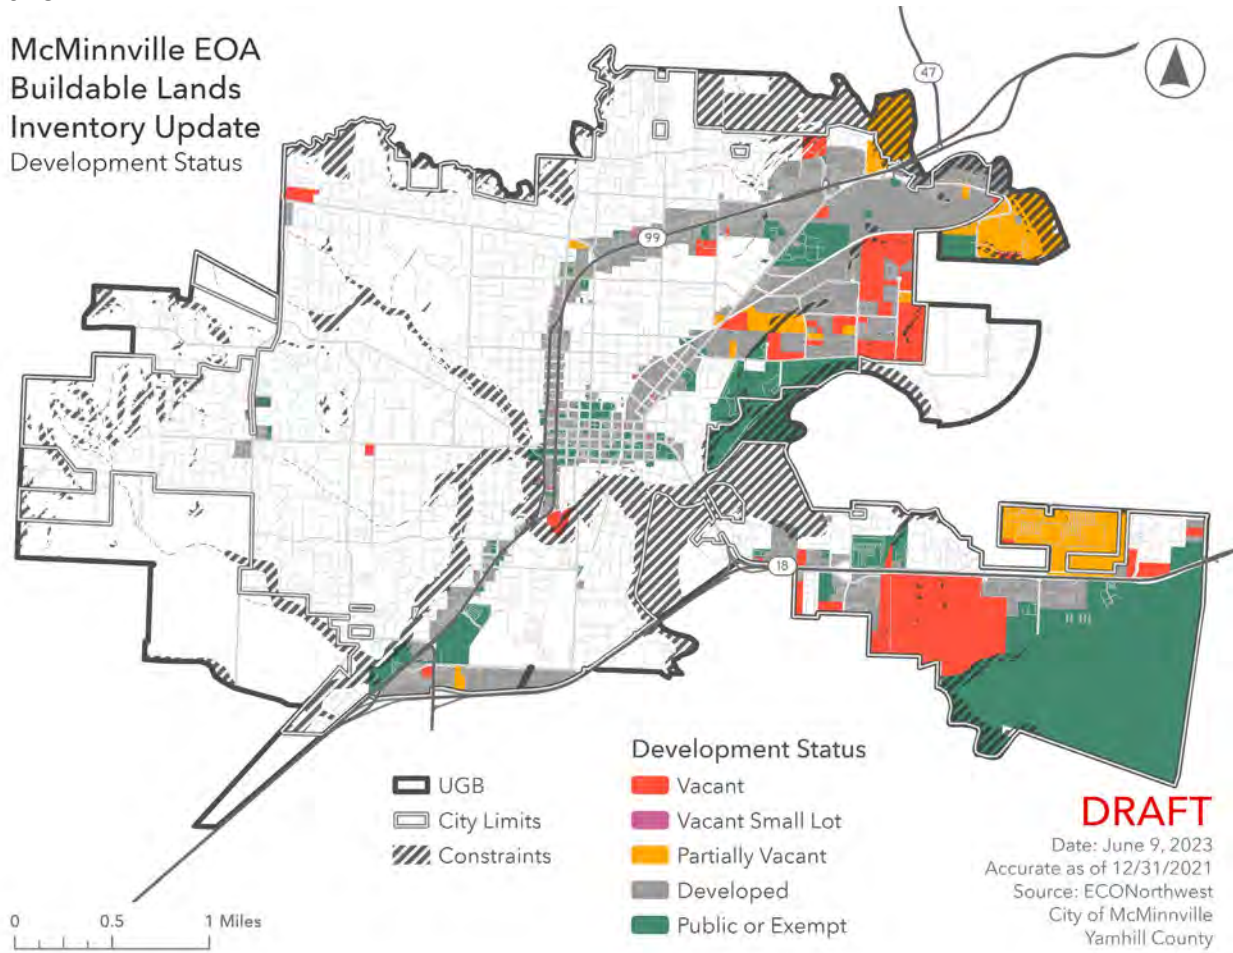 McMinnville EOA
Buildable Lands
Inventory Update
Development Status
47
99
18
UGB
City Limits
Constraints
Development Status
Vacant
Vacant Small Lot
Partially Vacant
Developed
Public or Exempt
DRAFT
Date: June 9, 2023
Accurate as of 12/31/2021
Source: ECONorthwest
City of McMinnville
Yamhill County
0 0.5 1 Miles